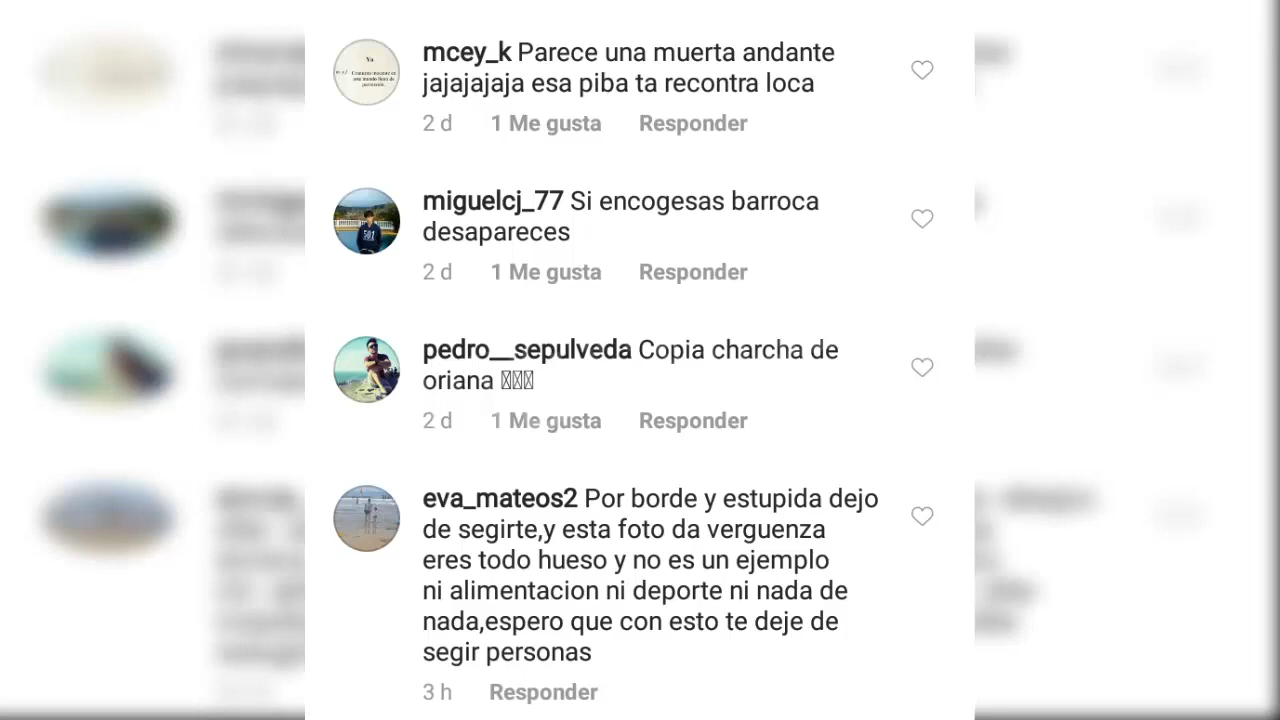 mcey_k Parece una muerta andante
jajajajaja esa piba ta recontra loca
2 d 1 Me gusta Responder
miguelcj_77 Si encogesas barroca
desapareces
2 d 1 Me gusta Responder
pedro__sepulveda Copia charcha de
oriana
2 d 1 Me gusta Responder
eva_mateos2 Por borde y estupida dejo
de segirte,y esta foto da verguenza
eres todo hueso y no es un ejemplo
ni alimentacion ni deporte ni nada de
nada,espero que con esto te deje de
segir personas
3 h Responder